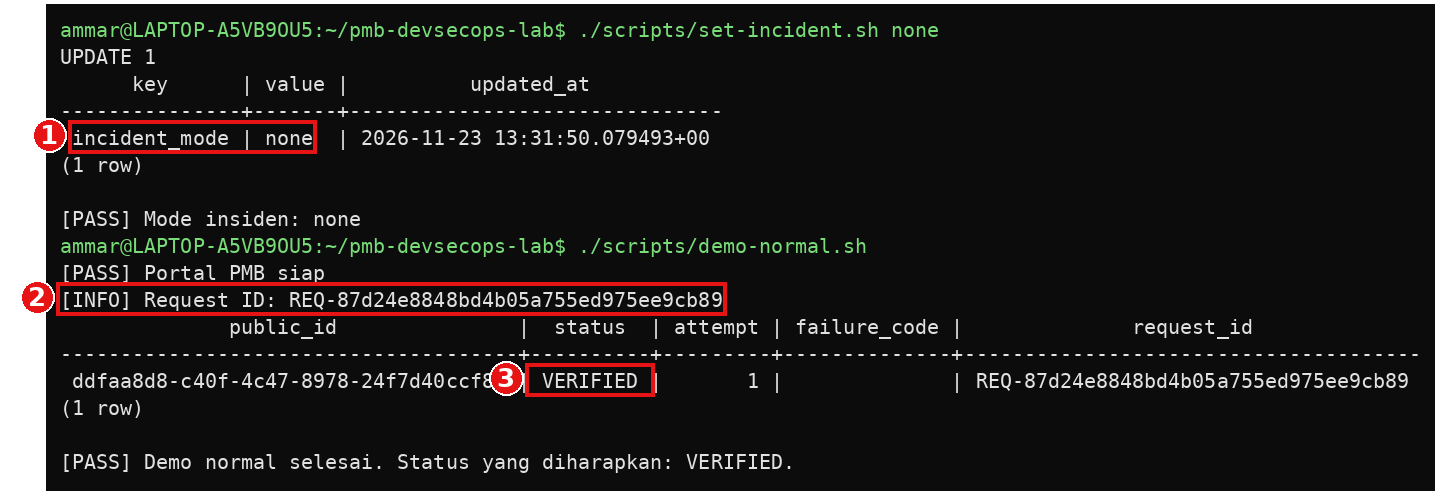 ammar@LAPTOP-A5VB9OU5:~/pmb-devsecops-lab$ ./scripts/set-incident.sh none
UPDATE 1
key | value | updated_at
---------------+-------+-------------------------------
1 incident_mode | none | 2026-11-23 13:31:50.079493+00
(1 row)
[PASS] Mode insiden: none
ammar@LAPTOP-A5VB9OU5:~/pmb-devsecops-lab$ ./scripts/demo-normal.sh
[PASS] Portal PMB siap
2 [INFO] Request ID: REQ-87d24e8848bd4b05a755ed975ee9cb89
public_id | status | attempt | failure_code | request_id
--------------------------------------+----------+---------+--------------+--------------------------------------
ddfaa8d8-c40f-4c47-8978-24f7d40ccf8 3 VERIFIED | 1 | | REQ-87d24e8848bd4b05a755ed975ee9cb89
(1 row)
[PASS] Demo normal selesai. Status yang diharapkan: VERIFIED.